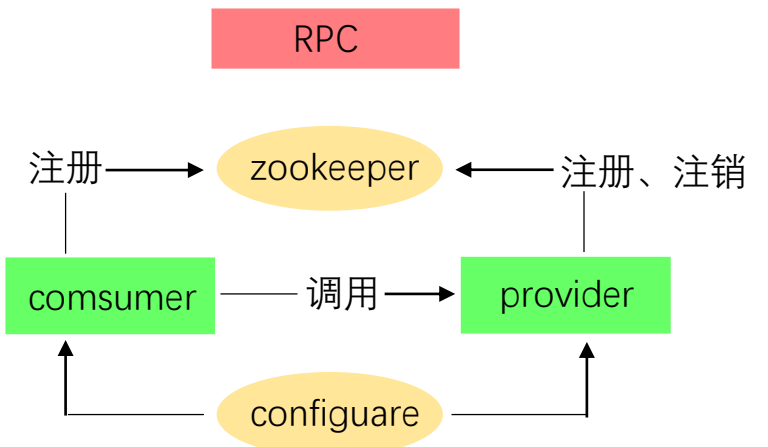 RPC
注册
zookeeper
注册、注销
comsumer
调用
provider
configuare